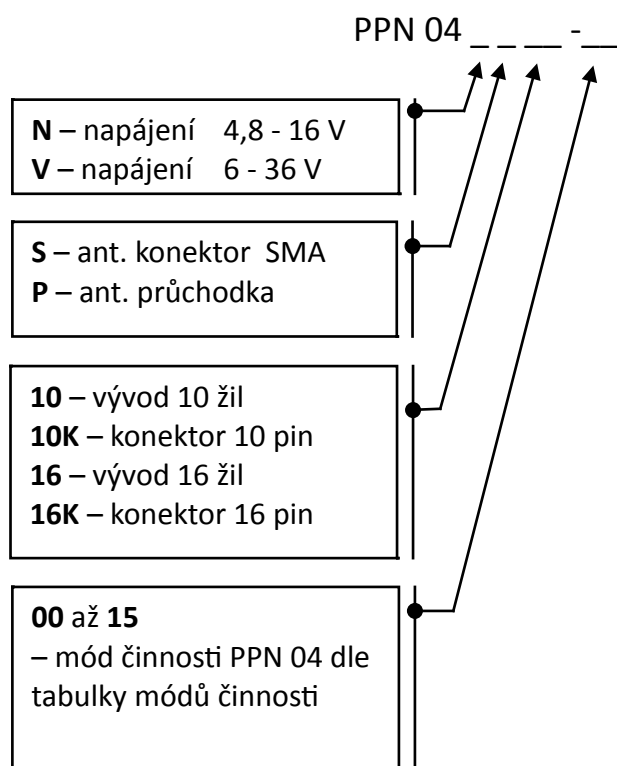 PPN 04 _ _ __ -__
N – napájení 4,8 - 16 V
V – napájení 6 - 36 V
S – ant. konektor SMA
P – ant. průchodka
10 – vývod 10 žil
10K – konektor 10 pin
16 – vývod 16 žil
16K – konektor 16 pin
00 až 15
– mód činnosti PPN 04 dle
tabulky módů činnosti